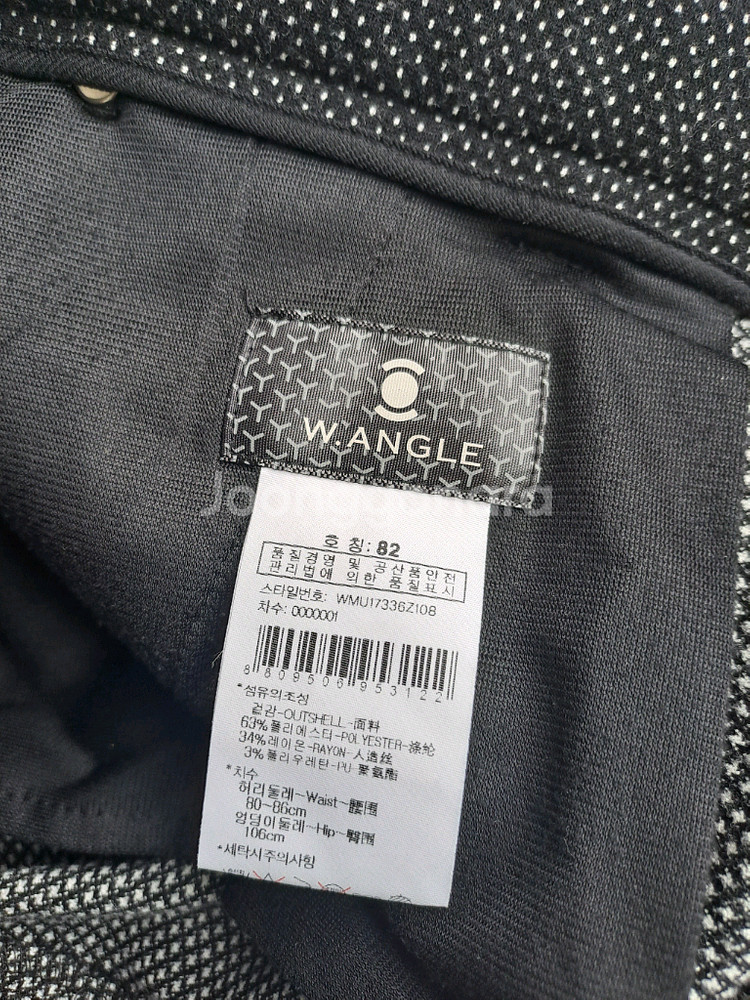 W.ANGLE
Joonggonara
호 칭: 82
품질경영 및 공산품안전
관리법에 의한 품질표시
스타일번호: WMU17336Z108
차수: 0000001
8809506953122
*섬유의조성
겉감-OUTSHELL-面料
63%폴리에스터-POLYESTER-涤纶
34%레이온-RAYON-人造丝
3%폴리우레탄-PU-聚氨酯
*치수
허리둘레-Waist-腰围
80~86cm
엉덩이둘레-Hip-臀围
106cm
*세탁시주의사항